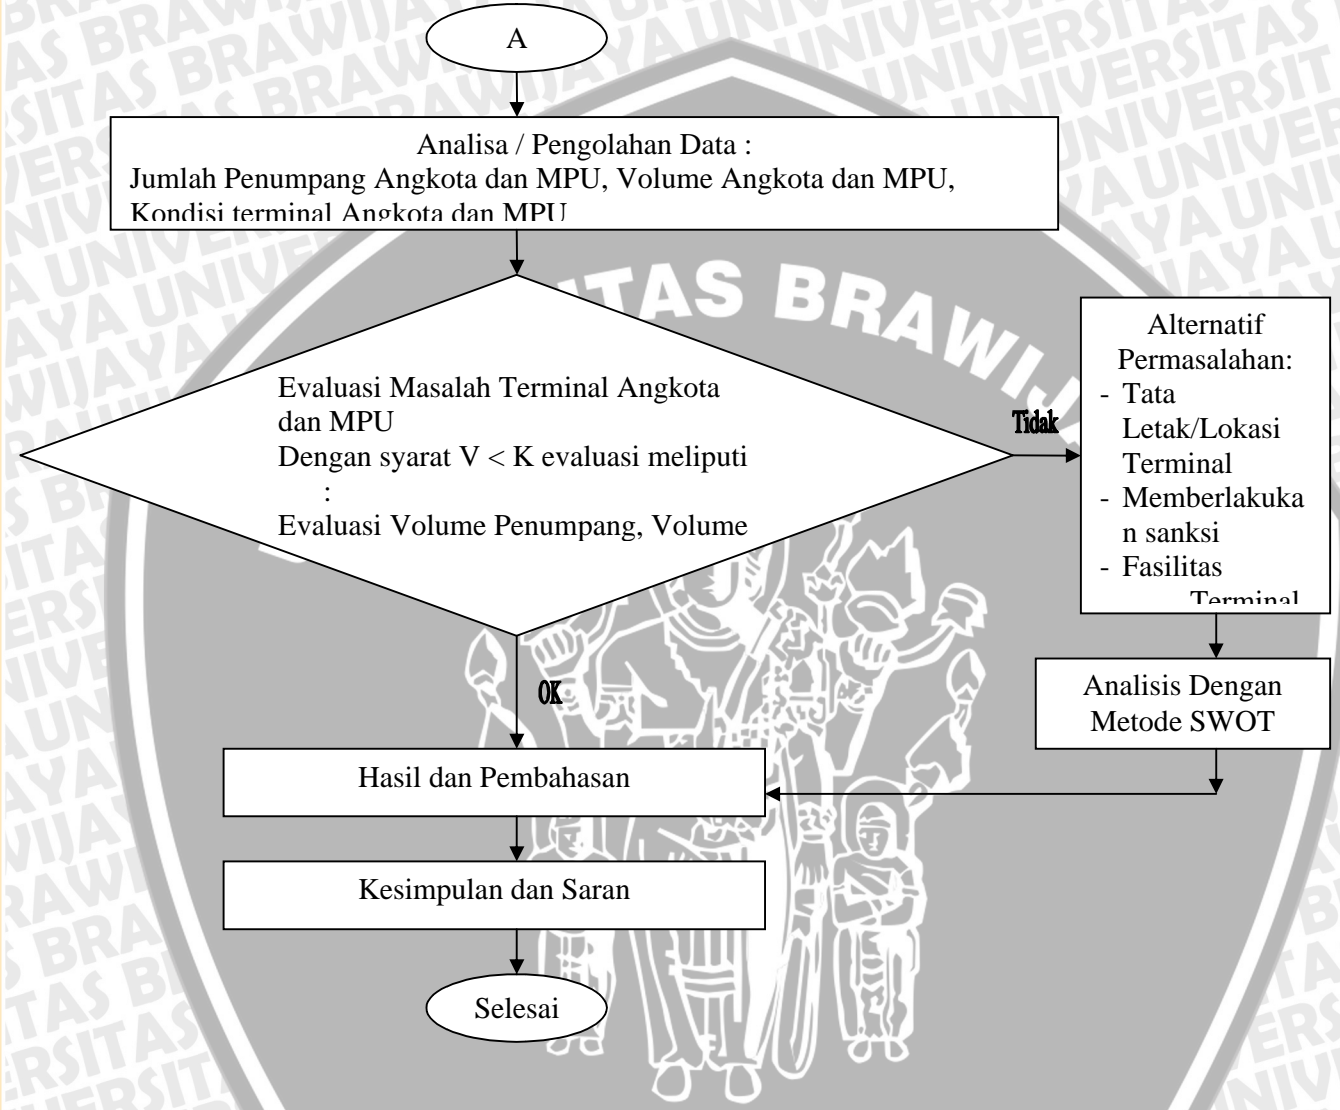 A
Analisa / Pengolahan Data :
Jumlah Penumpang Angkota dan MPU, Volume Angkota dan MPU,
Kondisi terminal Angkota dan MPU
Evaluasi Masalah Terminal Angkota
dan MPU
Dengan syarat V < K evaluasi meliputi
:
Evaluasi Volume Penumpang, Volume
Tidak
Alternatif
Permasalahan:
- Tata
Letak/Lokasi
Terminal
- Memberlakuka
n sanksi
- Fasilitas
Terminal
OK
Analisis Dengan
Metode SWOT
Hasil dan Pembahasan
Kesimpulan dan Saran
Selesai